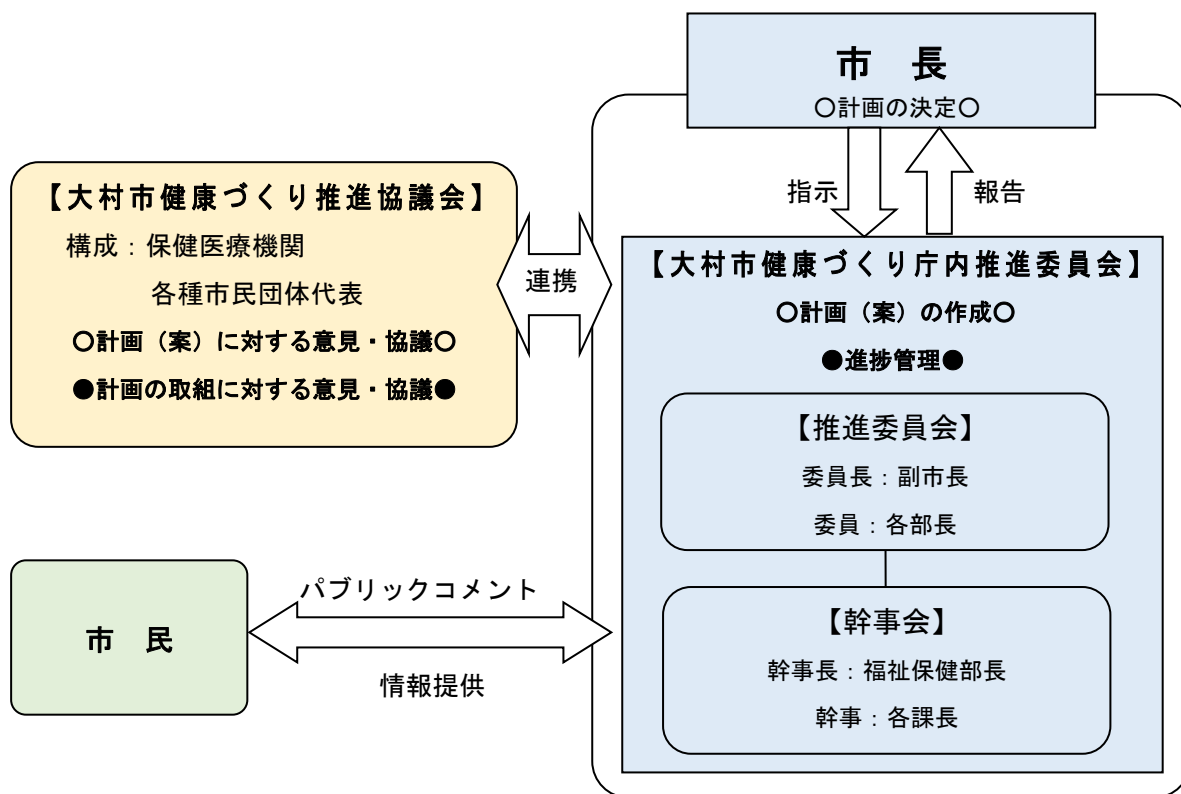 市　長
〇計画の決定〇
指示
報告
【大村市健康づくり推進協議会】
構成：保健医療機関
各種市民団体代表
〇計画（案）に対する意見・協議〇
●計画の取組に対する意見・協議●
連携
【大村市健康づくり庁内推進委員会】
〇計画（案）の作成〇
●進捗管理●
【推進委員会】
委員長：副市長
委員：各部長
【幹事会】
幹事長：福祉保健部長
幹事：各課長
市　民
パブリックコメント
情報提供